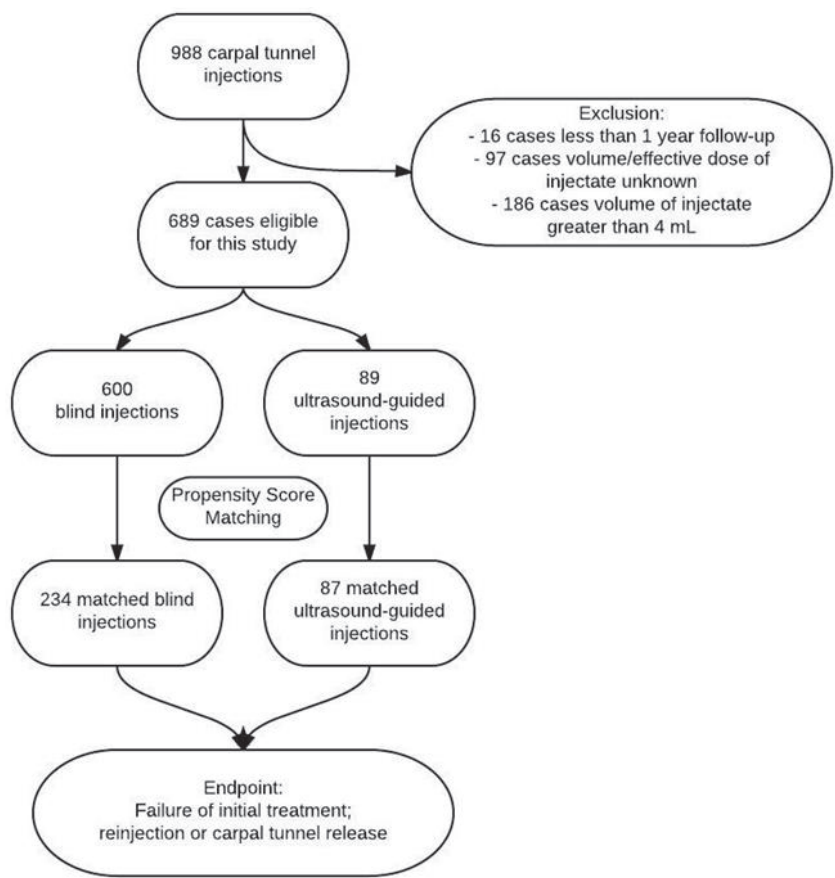 988 carpal tunnel
injections
Exclusion:
- 16 cases less than 1 year follow-up
- 97 cases volume/effective dose of
injectate unknown
- 186 cases volume of injectate
greater than 4 mL
689 cases eligible
for this study
600
blind injections
89
ultrasound-guided
injections
Propensity Score
Matching
234 matched blind
injections
87 matched
ultrasound-guided
injections
Endpoint:
Failure of initial treatment;
reinjection or carpal tunnel release